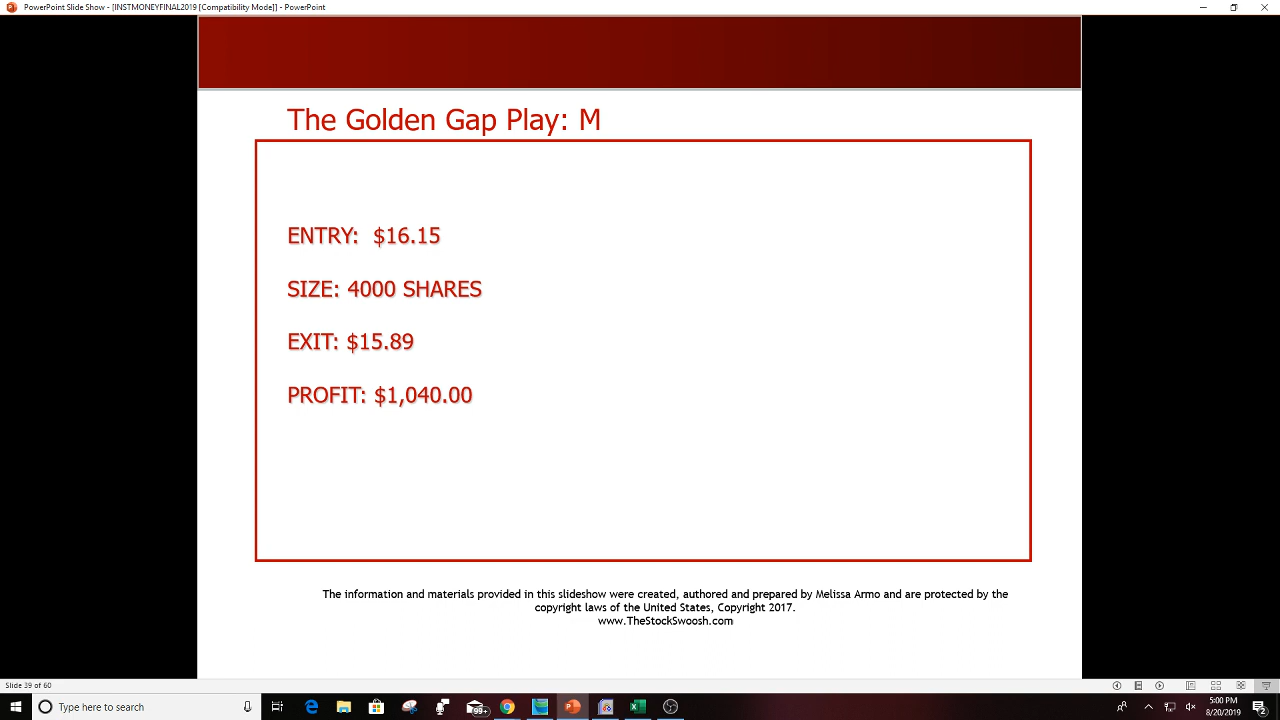 PowerPoint Slide Show - [INSTMONEYFINAL2019 [Compatibility Mode]] - PowerPoint
The Golden Gap Play: M
ENTRY:  $16.15
SIZE: 4000 SHARES
EXIT: $15.89
PROFIT: $1,040.00
The information and materials provided in this slideshow were created, authored and prepared by Melissa Armo and are protected by the
copyright laws of the United States, Copyright 2017.
www.TheStockSwoosh.com
Slide 39 of 60
Type here to search
99+
5:00 PM
8/20/2019
2